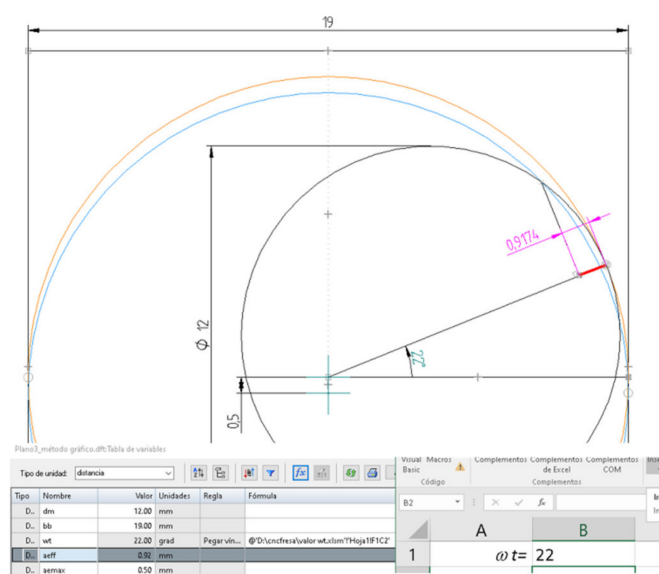 19
0,9174
Φ 12
22°
0,5
Plano3_método gráfico.dft:Tabla de variables
Tipo de unidad: distancia
Tipo Nombre Valor Unidades Regla Fórmula
D... dm 12.00 mm
D... bb 19.00 mm
D... wt 22.00 grad Pegar vín... @'D:\cncfresa\valor wt.xlsm'!'Hoja1!F1C2'
D... aeff 0.92 mm
D... aemax 0.50 mm
Visual Macros
Basic
Código
Complementos Complementos Complementos
de Excel COM
Complementos
B2 fx
A B
1 ω t= 22